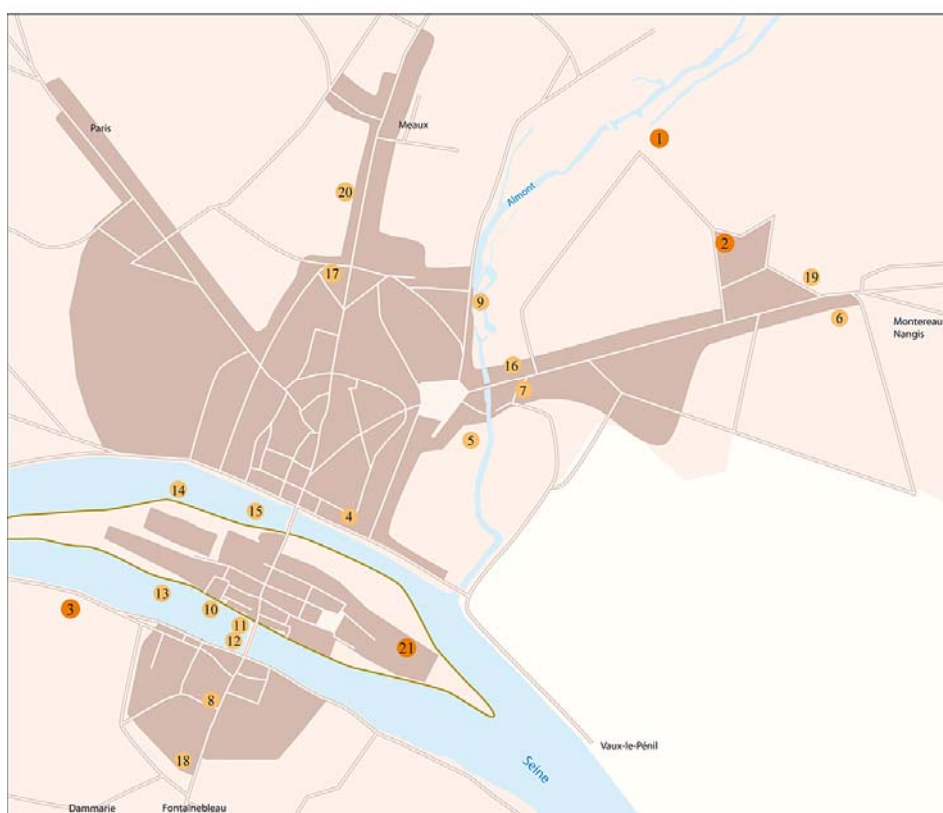 Paris
Meaux
1
Almont
20
2
17
19
9
6
Montereau
Nangis
16
7
5
14
15
4
13
10
3
11
12
21
8
Vaux-le-Pénil
18
Seine
Dammarie
Fontainebleau